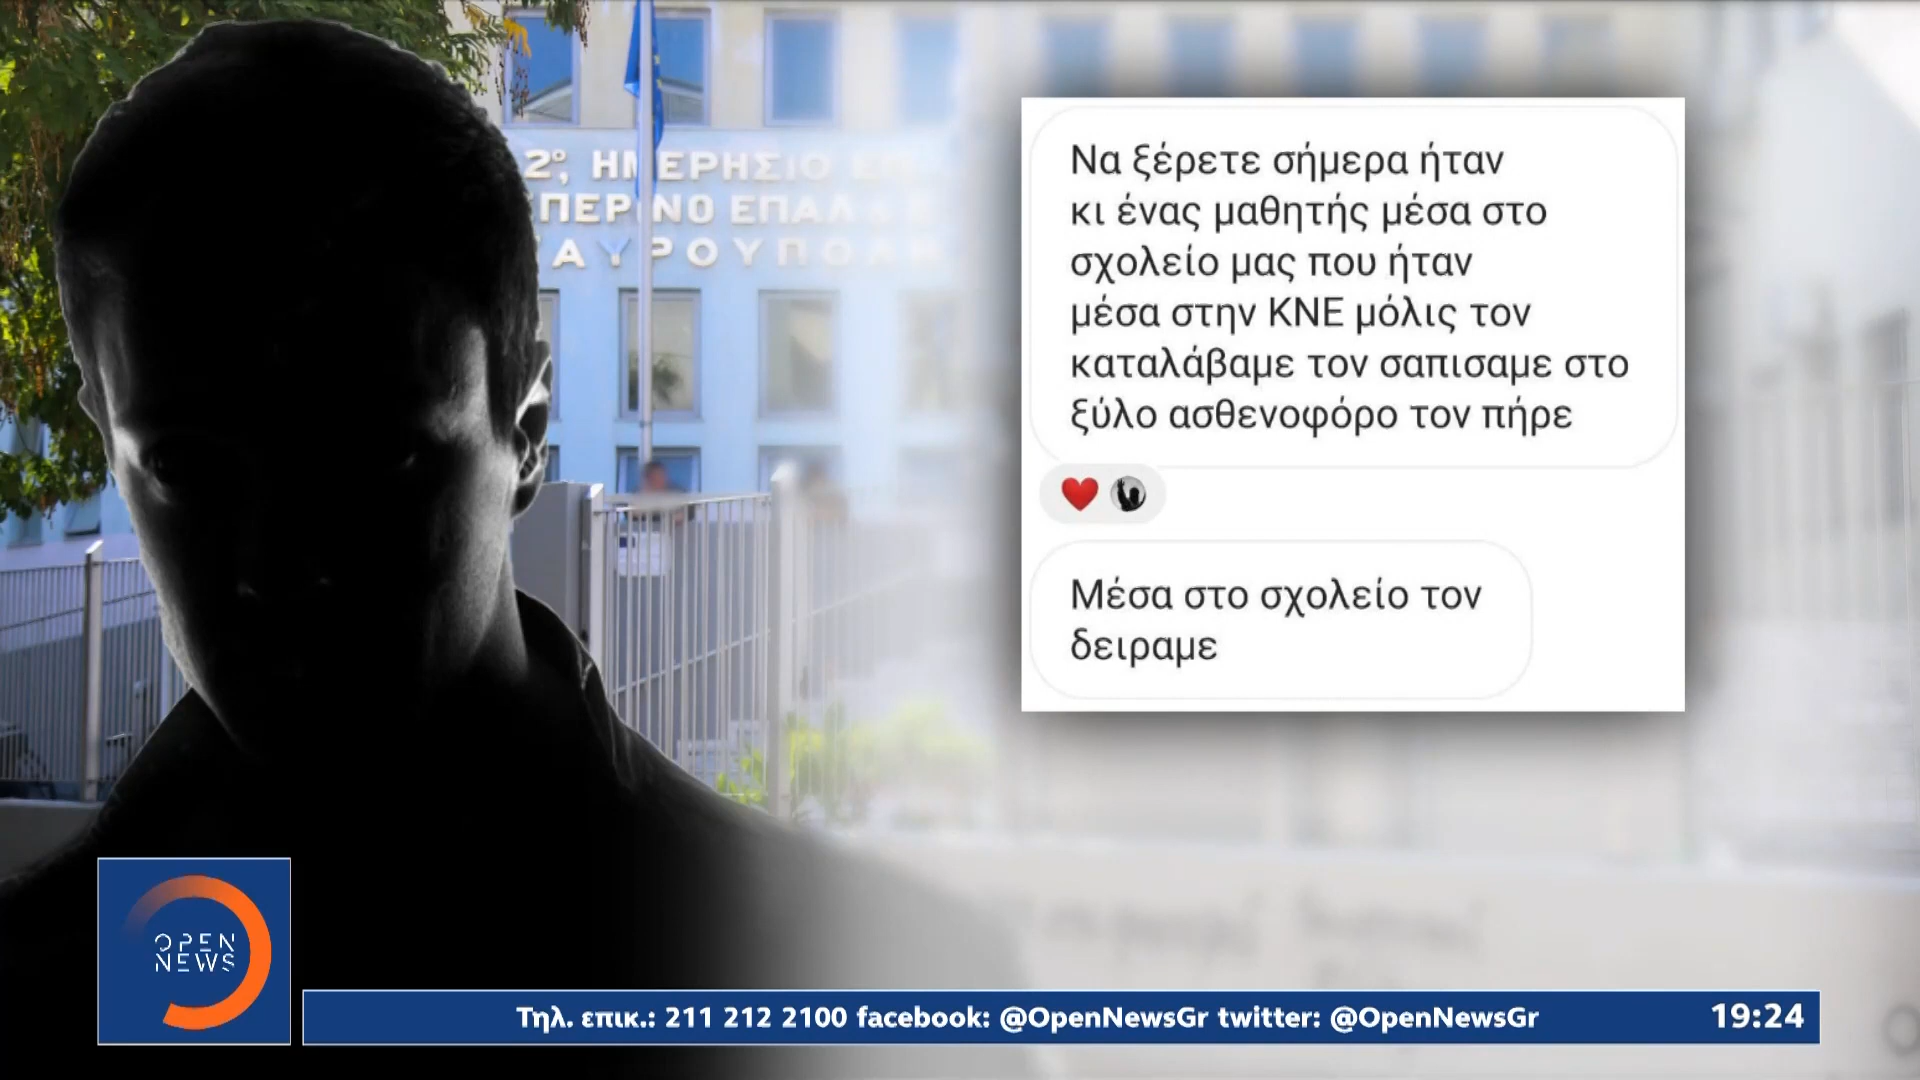 2ο, ΗΜΕΡΗΣΙΟ
ΑΥΡΟΥΠΟΛ
Να ξέρετε σήμερα ήταν
κι ένας μαθητής μέσα στο
σχολείο μας που ήταν
μέσα στην ΚΝΕ μόλις τον
καταλάβαμε τον σαπισαμε στο
ξύλο ασθενοφόρο τον πήρε
Μέσα στο σχολείο τον
δειραμε
OPEN
NEWS
Τηλ. επικ.: 211 212 2100 facebook: @OpenNewsGr twitter: @OpenNewsGr
19:24